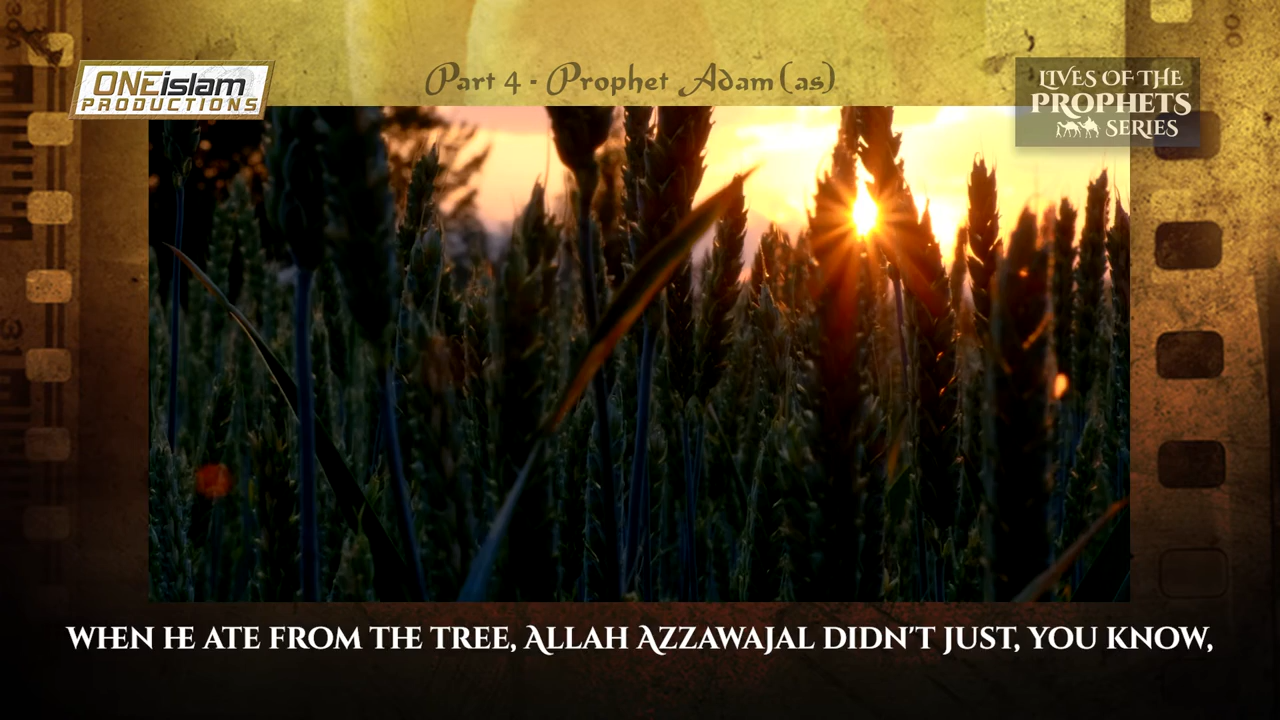 ONEislam
PRODUCTIONS
Part 4 - Prophet Adam (as)
LIVES OF THE
PROPHETS
SERIES
WHEN HE ATE FROM THE TREE, ALLAH AZZAWAJAL DIDN'T JUST, YOU KNOW,